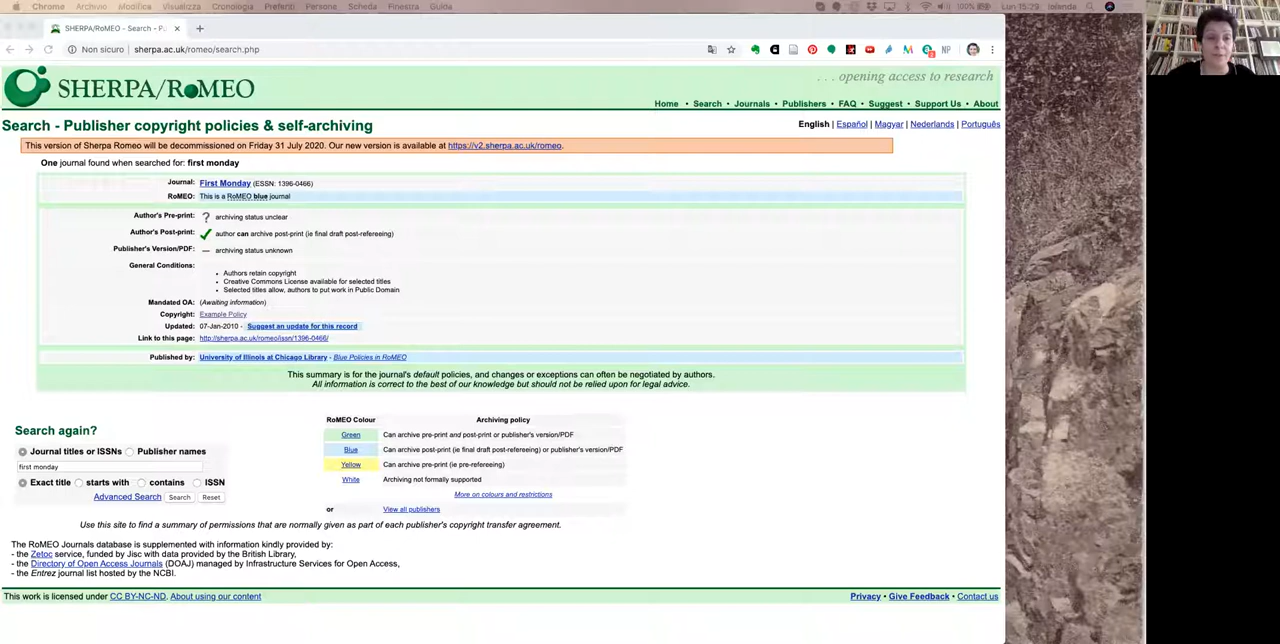 Chrome Archivio Modifica Visualizza Cronologia Preferiti Persone Scheda Finestra Guida 100% Lun 15:29 Iolanda
SHERPA/RoMEO - Search - Pu
Non sicuro | sherpa.ac.uk/romeo/search.php
SHERPA/RoMEO
. . . opening access to research
Home • Search • Journals • Publishers • FAQ • Suggest • Support Us • About
Search - Publisher copyright policies & self-archiving
English | Español | Magyar | Nederlands | Português
This version of Sherpa Romeo will be decommissioned on Friday 31 July 2020. Our new version is available at https://v2.sherpa.ac.uk/romeo.
One journal found when searched for: first monday
Journal: First Monday (ESSN: 1396-0466)
RoMEO: This is a RoMEO blue journal
Author's Pre-print: ? archiving status unclear
Author's Post-print: author can archive post-print (ie final draft post-refereeing)
Publisher's Version/PDF: — archiving status unknown
General Conditions:
• Authors retain copyright
• Creative Commons License available for selected titles
• Selected titles allow, authors to put work in Public Domain
Mandated OA: (Awaiting information)
Copyright: Example Policy
Updated: 07-Jan-2010 - Suggest an update for this record
Link to this page: http://sherpa.ac.uk/romeo/issn/1396-0466/
Published by: University of Illinois at Chicago Library - Blue Policies in RoMEO
This summary is for the journal's default policies, and changes or exceptions can often be negotiated by authors.
All information is correct to the best of our knowledge but should not be relied upon for legal advice.
Search again?
Journal titles or ISSNs Publisher names
first monday
Exact title starts with contains ISSN
Advanced Search Search Reset
RoMEO Colour Archiving policy
Green Can archive pre-print and post-print or publisher's version/PDF
Blue Can archive post-print (ie final draft post-refereeing) or publisher's version/PDF
Yellow Can archive pre-print (ie pre-refereeing)
White Archiving not formally supported
More on colours and restrictions
or View all publishers
Use this site to find a summary of permissions that are normally given as part of each publisher's copyright transfer agreement.
The RoMEO Journals database is supplemented with information kindly provided by:
- the Zetoc service, funded by Jisc with data provided by the British Library,
- the Directory of Open Access Journals (DOAJ) managed by Infrastructure Services for Open Access,
- the Entrez journal list hosted by the NCBI.
This work is licensed under CC BY-NC-ND. About using our content
Privacy • Give Feedback • Contact us